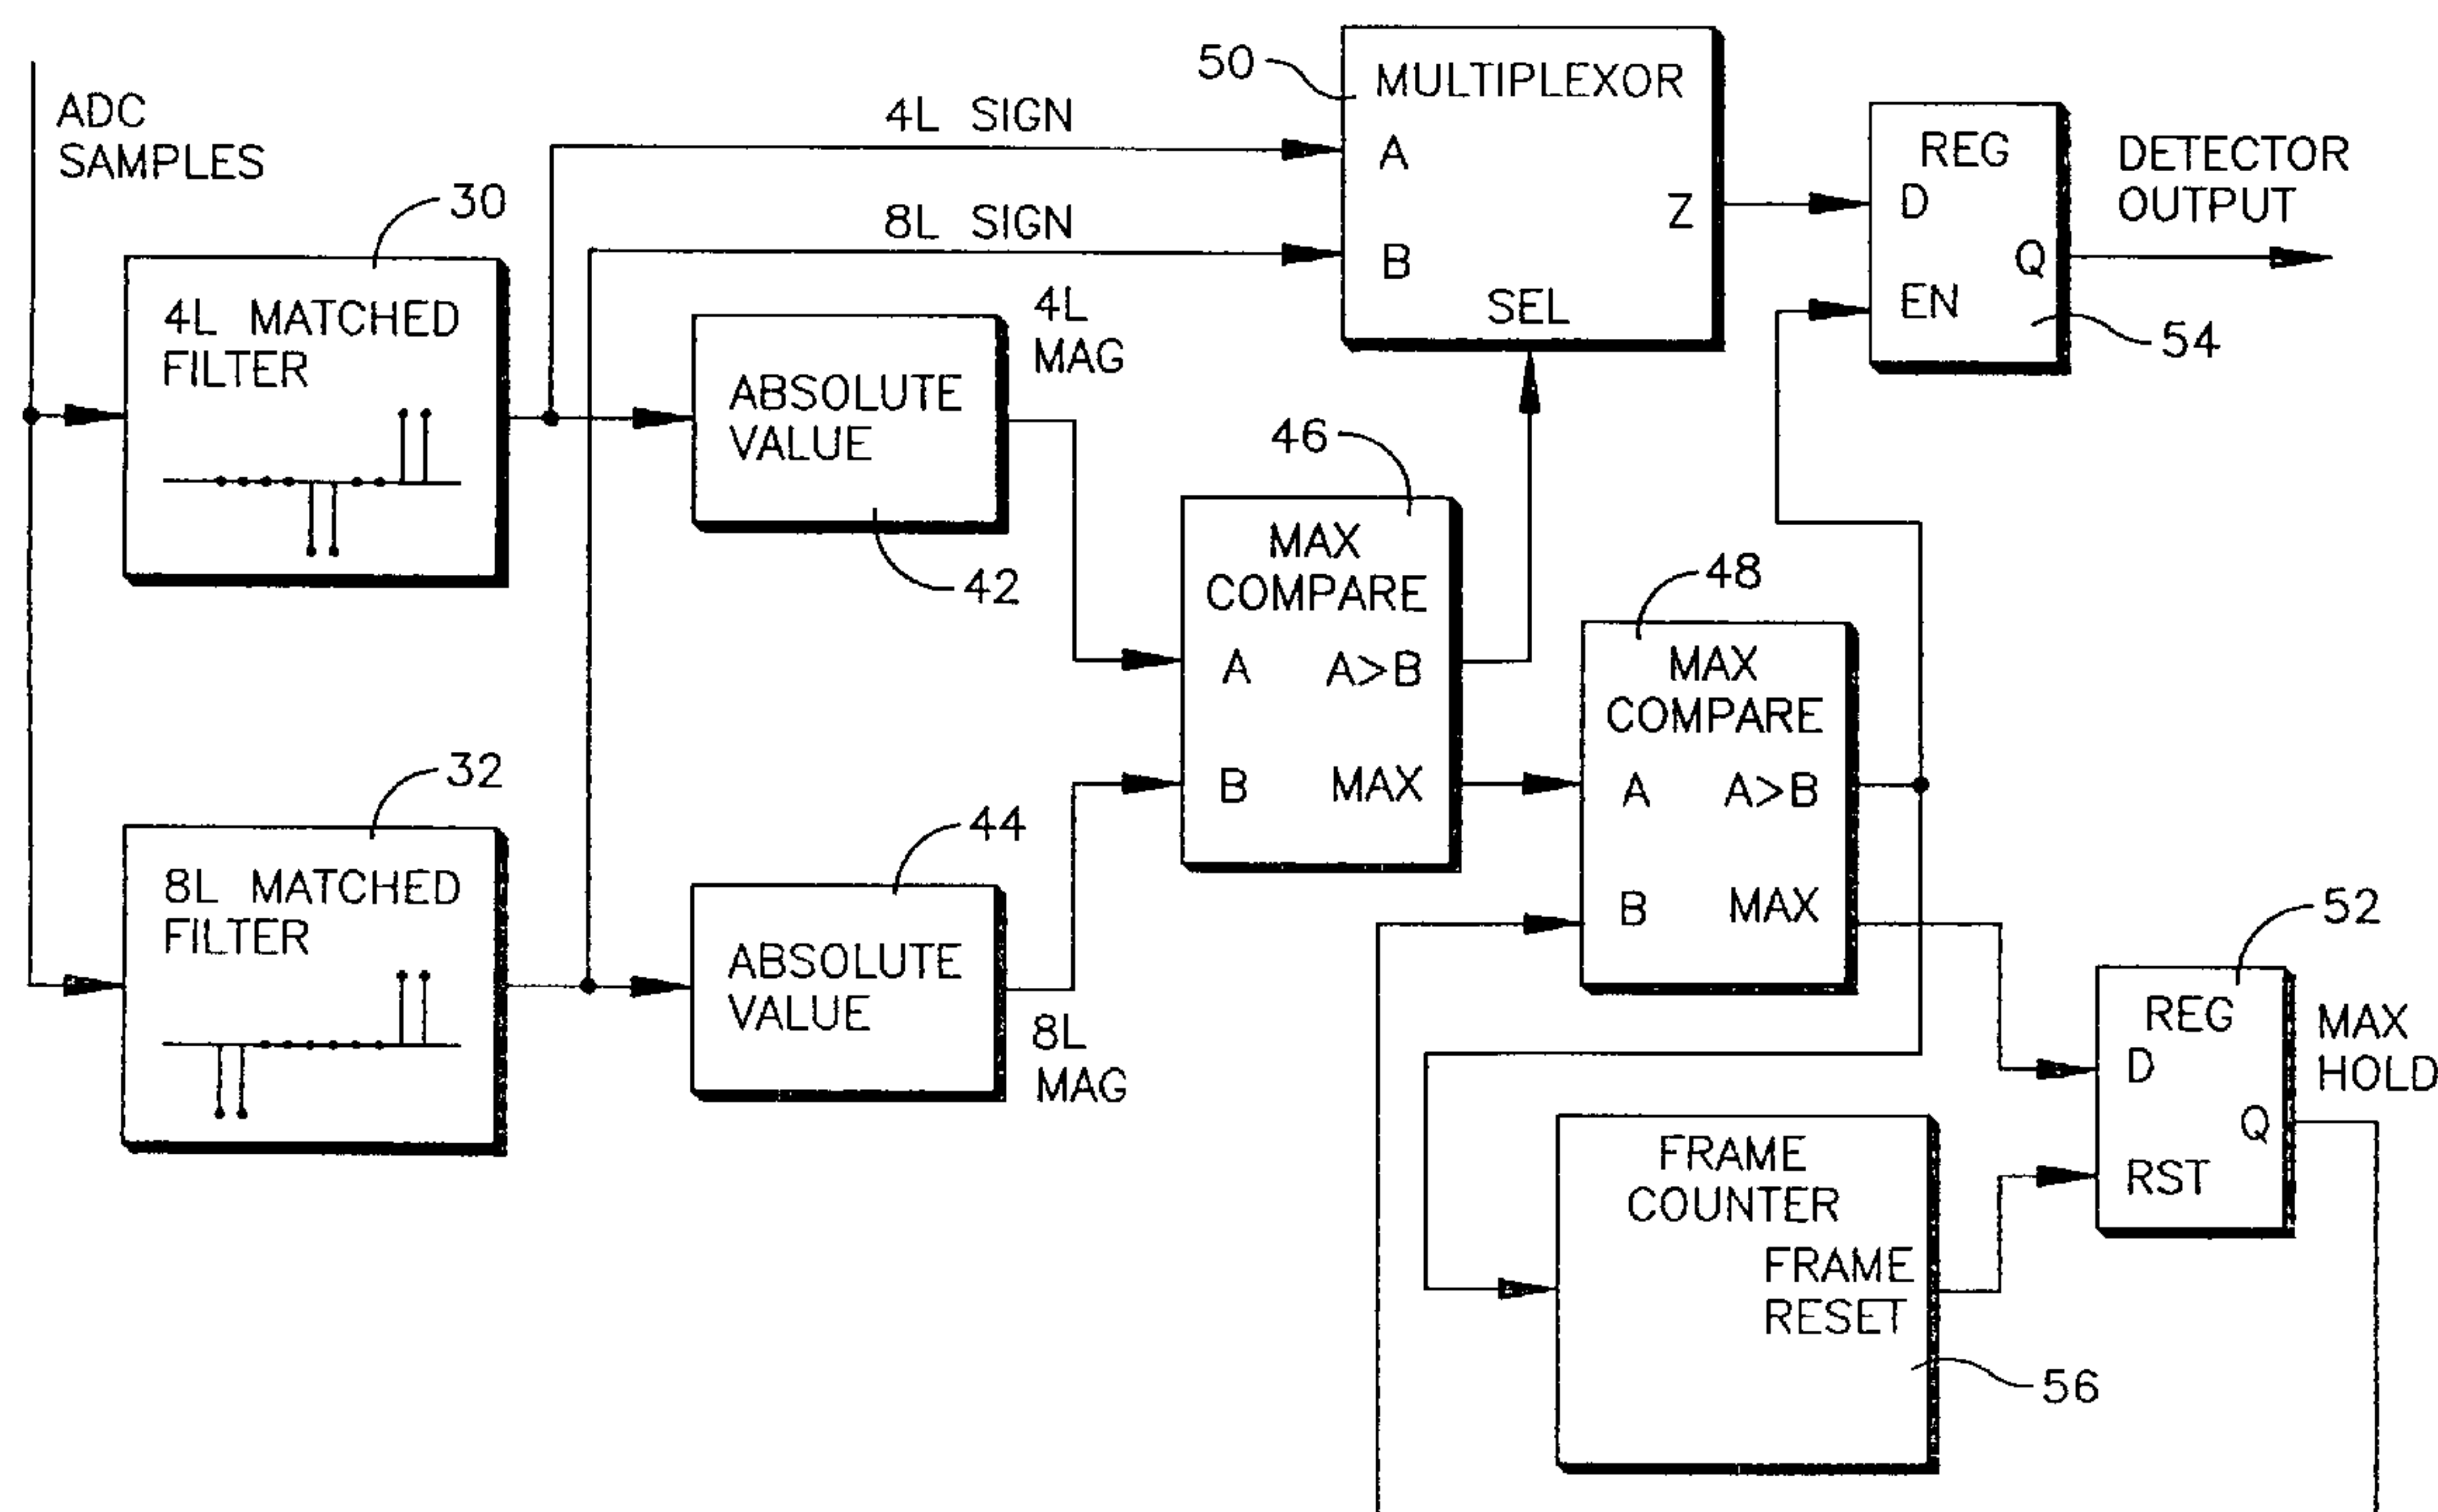 ADC
SAMPLES
30
4L MATCHED
FILTER
32
8L MATCHED
FILTER
4L SIGN
8L SIGN
4L
MAG
ABSOLUTE
VALUE
42
44
ABSOLUTE
VALUE
8L
MAG
50
MULTIPLEXOR
A
B
Z
SEL
46
MAX
COMPARE
A
A>B
B
MAX
48
MAX
COMPARE
A
A>B
B
MAX
REG
D
Q
EN
54
DETECTOR
OUTPUT
52
REG
D
Q
RST
MAX
HOLD
FRAME
COUNTER
FRAME
RESET
56